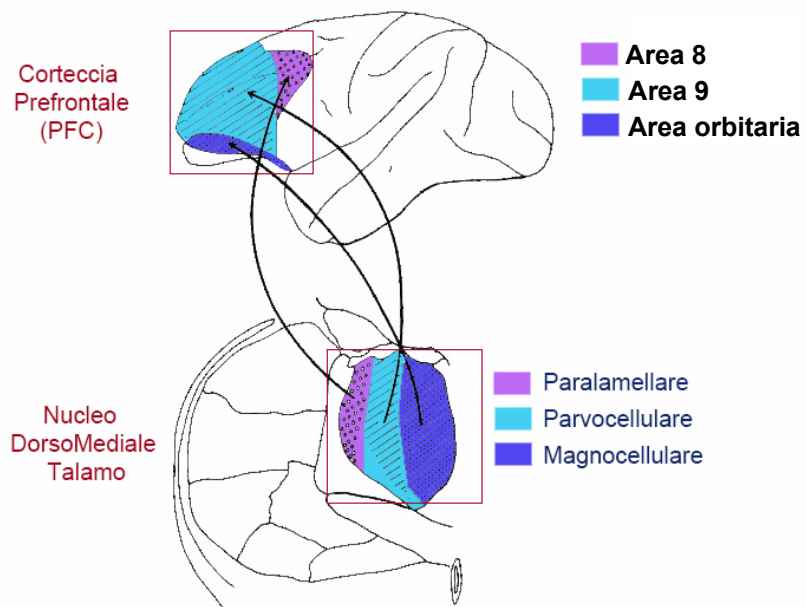 Corteccia
Prefrontale
(PFC)
Area 8
Area 9
Area orbitaria
Nucleo
DorsoMediale
Talamo
Paralamellare
Parvocellulare
Magnocellulare